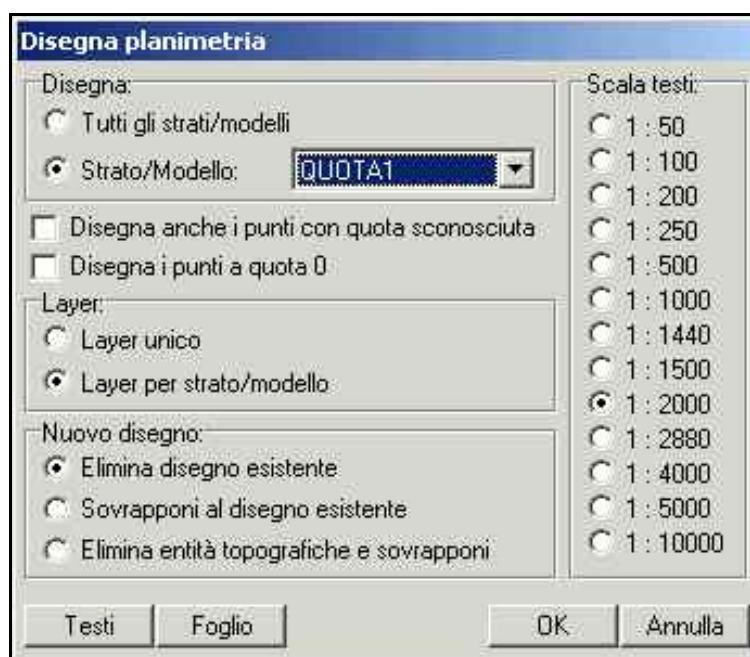 Disegna planimetria
Disegna:
Tutti gli strati/modelli
Strato/Modello: QUOTA1
Disegna anche i punti con quota sconosciuta
Disegna i punti a quota 0
Layer:
Layer unico
Layer per strato/modello
Nuovo disegno:
Elimina disegno esistente
Sovrapponi al disegno esistente
Elimina entità topografiche e sovrapponi
Scala testi:
1 : 50
1 : 100
1 : 200
1 : 250
1 : 500
1 : 1000
1 : 1440
1 : 1500
1 : 2000
1 : 2880
1 : 4000
1 : 5000
1 : 10000
Testi
Foglio
OK
Annulla